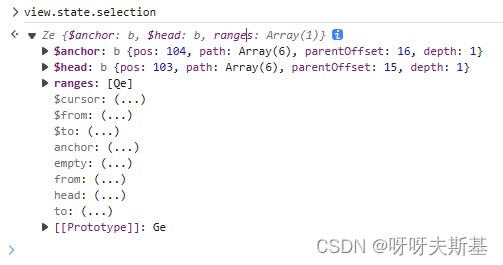 > view.state.selection
Ze {$anchor: b, $head: b, ranges: Array(1)} i
$anchor: b {pos: 104, path: Array(6), parentOffset: 16, depth: 1}
$head: b {pos: 103, path: Array(6), parentOffset: 15, depth: 1}
ranges: [Qe]
$cursor: (...)
$from: (...)
$to: (...)
anchor: (...)
empty: (...)
from: (...)
head: (...)
to: (...)
[[Prototype]]: Ge
>
CSDN @呀呀夫斯基